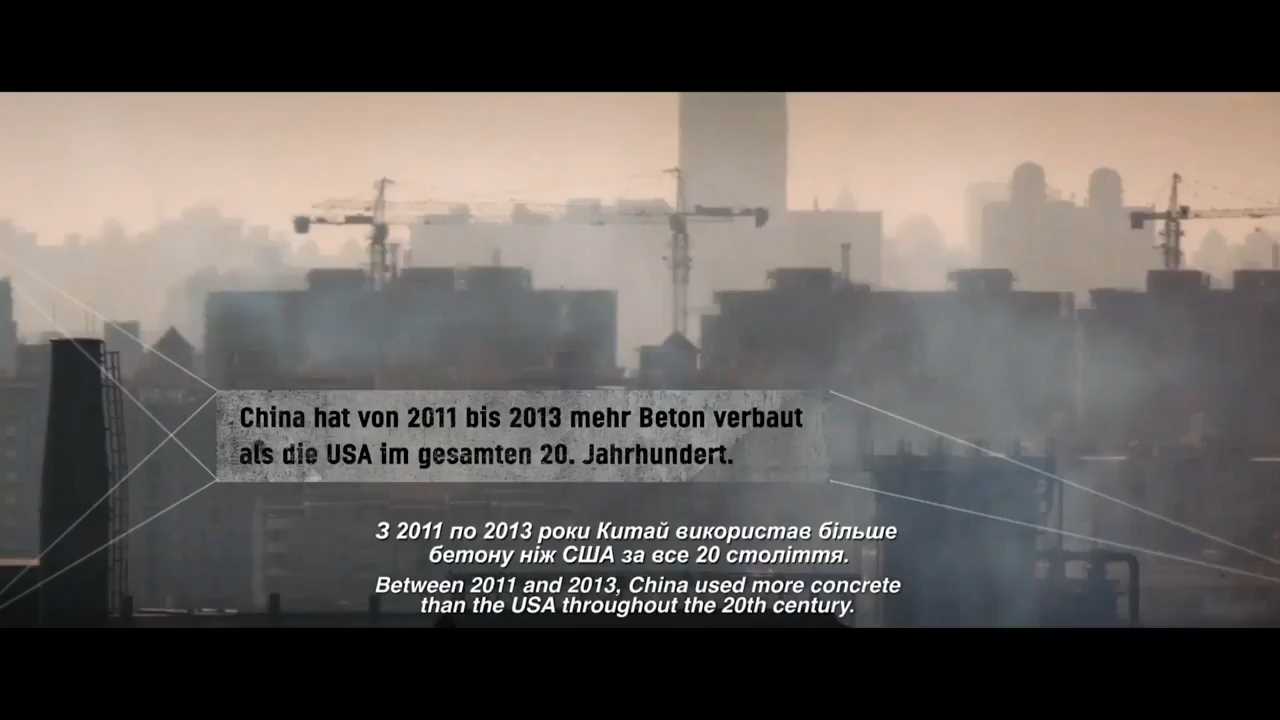 China hat von 2011 bis 2013 mehr Beton verbaut
als die USA im gesamten 20. Jahrhundert.
З 2011 по 2013 роки Китай використав більше
бетону ніж США за все 20 століття.
Between 2011 and 2013, China used more concrete
than the USA throughout the 20th century.